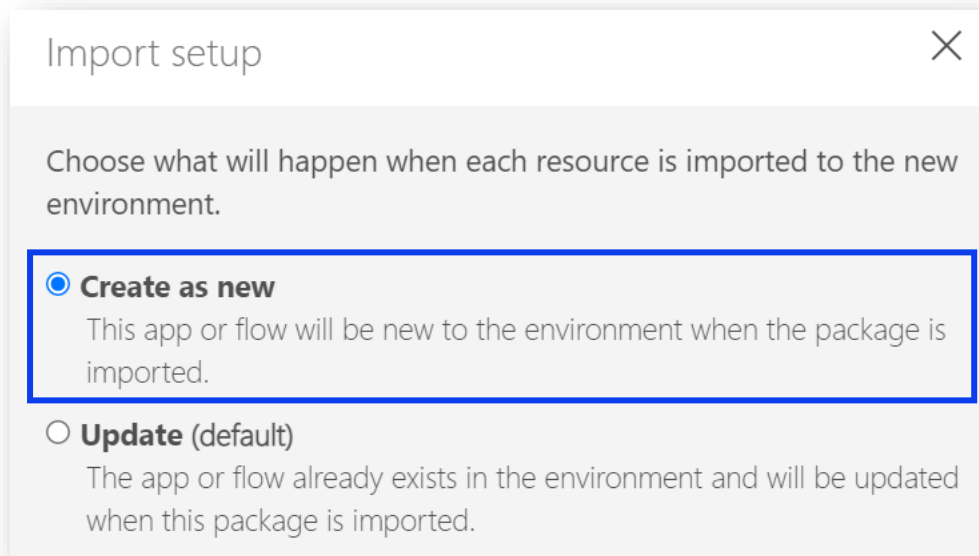 Import setup
Choose what will happen when each resource is imported to the new
environment.
Create as new
This app or flow will be new to the environment when the package is
imported.
Update (default)
The app or flow already exists in the environment and will be updated
when this package is imported.